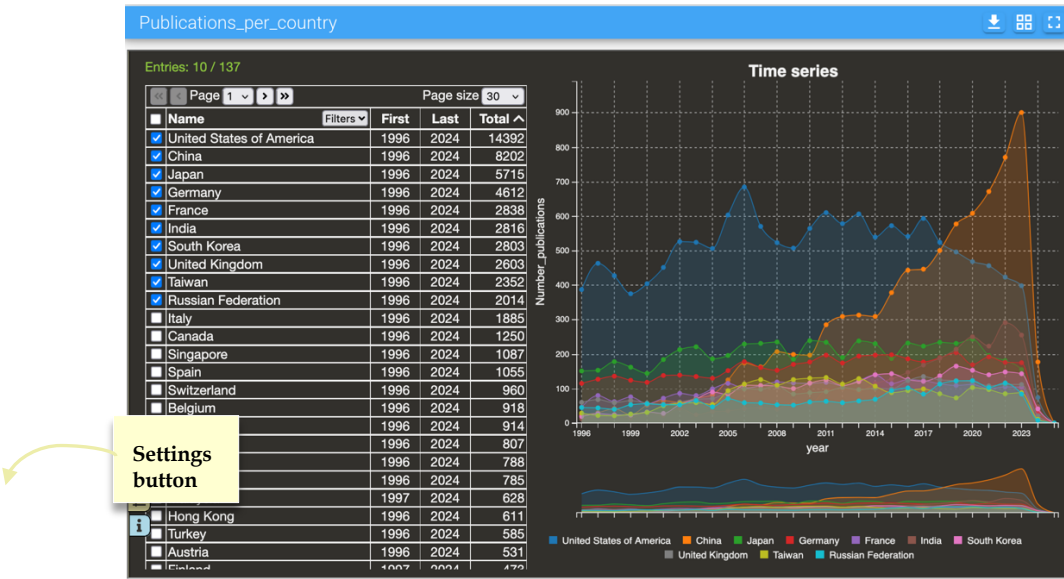 Publications_per_country
Entries: 10 / 137
« < Page 1 > » Page size 30
Name Filters First Last Total
United States of America 1996 2024 14392
China 1996 2024 8202
Japan 1996 2024 5715
Germany 1996 2024 4612
France 1996 2024 2838
India 1996 2024 2816
South Korea 1996 2024 2803
United Kingdom 1996 2024 2603
Taiwan 1996 2024 2352
Russian Federation 1996 2024 2014
Italy 1996 2024 1885
Canada 1996 2024 1250
Singapore 1996 2024 1087
Spain 1996 2024 1055
Switzerland 1996 2024 960
Belgium 1996 2024 918
1996 2024 914
1996 2024 807
1996 2024 788
1996 2024 785
1997 2024 628
Hong Kong 1996 2024 611
Turkey 1996 2024 585
Austria 1996 2024 531
Finland 1997 2024 473
Settings
button
i
Time series
Number_publications
900
800
700
600
500
400
300
200
100
0
1996 1999 2002 2005 2008 2011 2014 2017 2020 2023
year
United States of America China Japan Germany France India South Korea
United Kingdom Taiwan Russian Federation